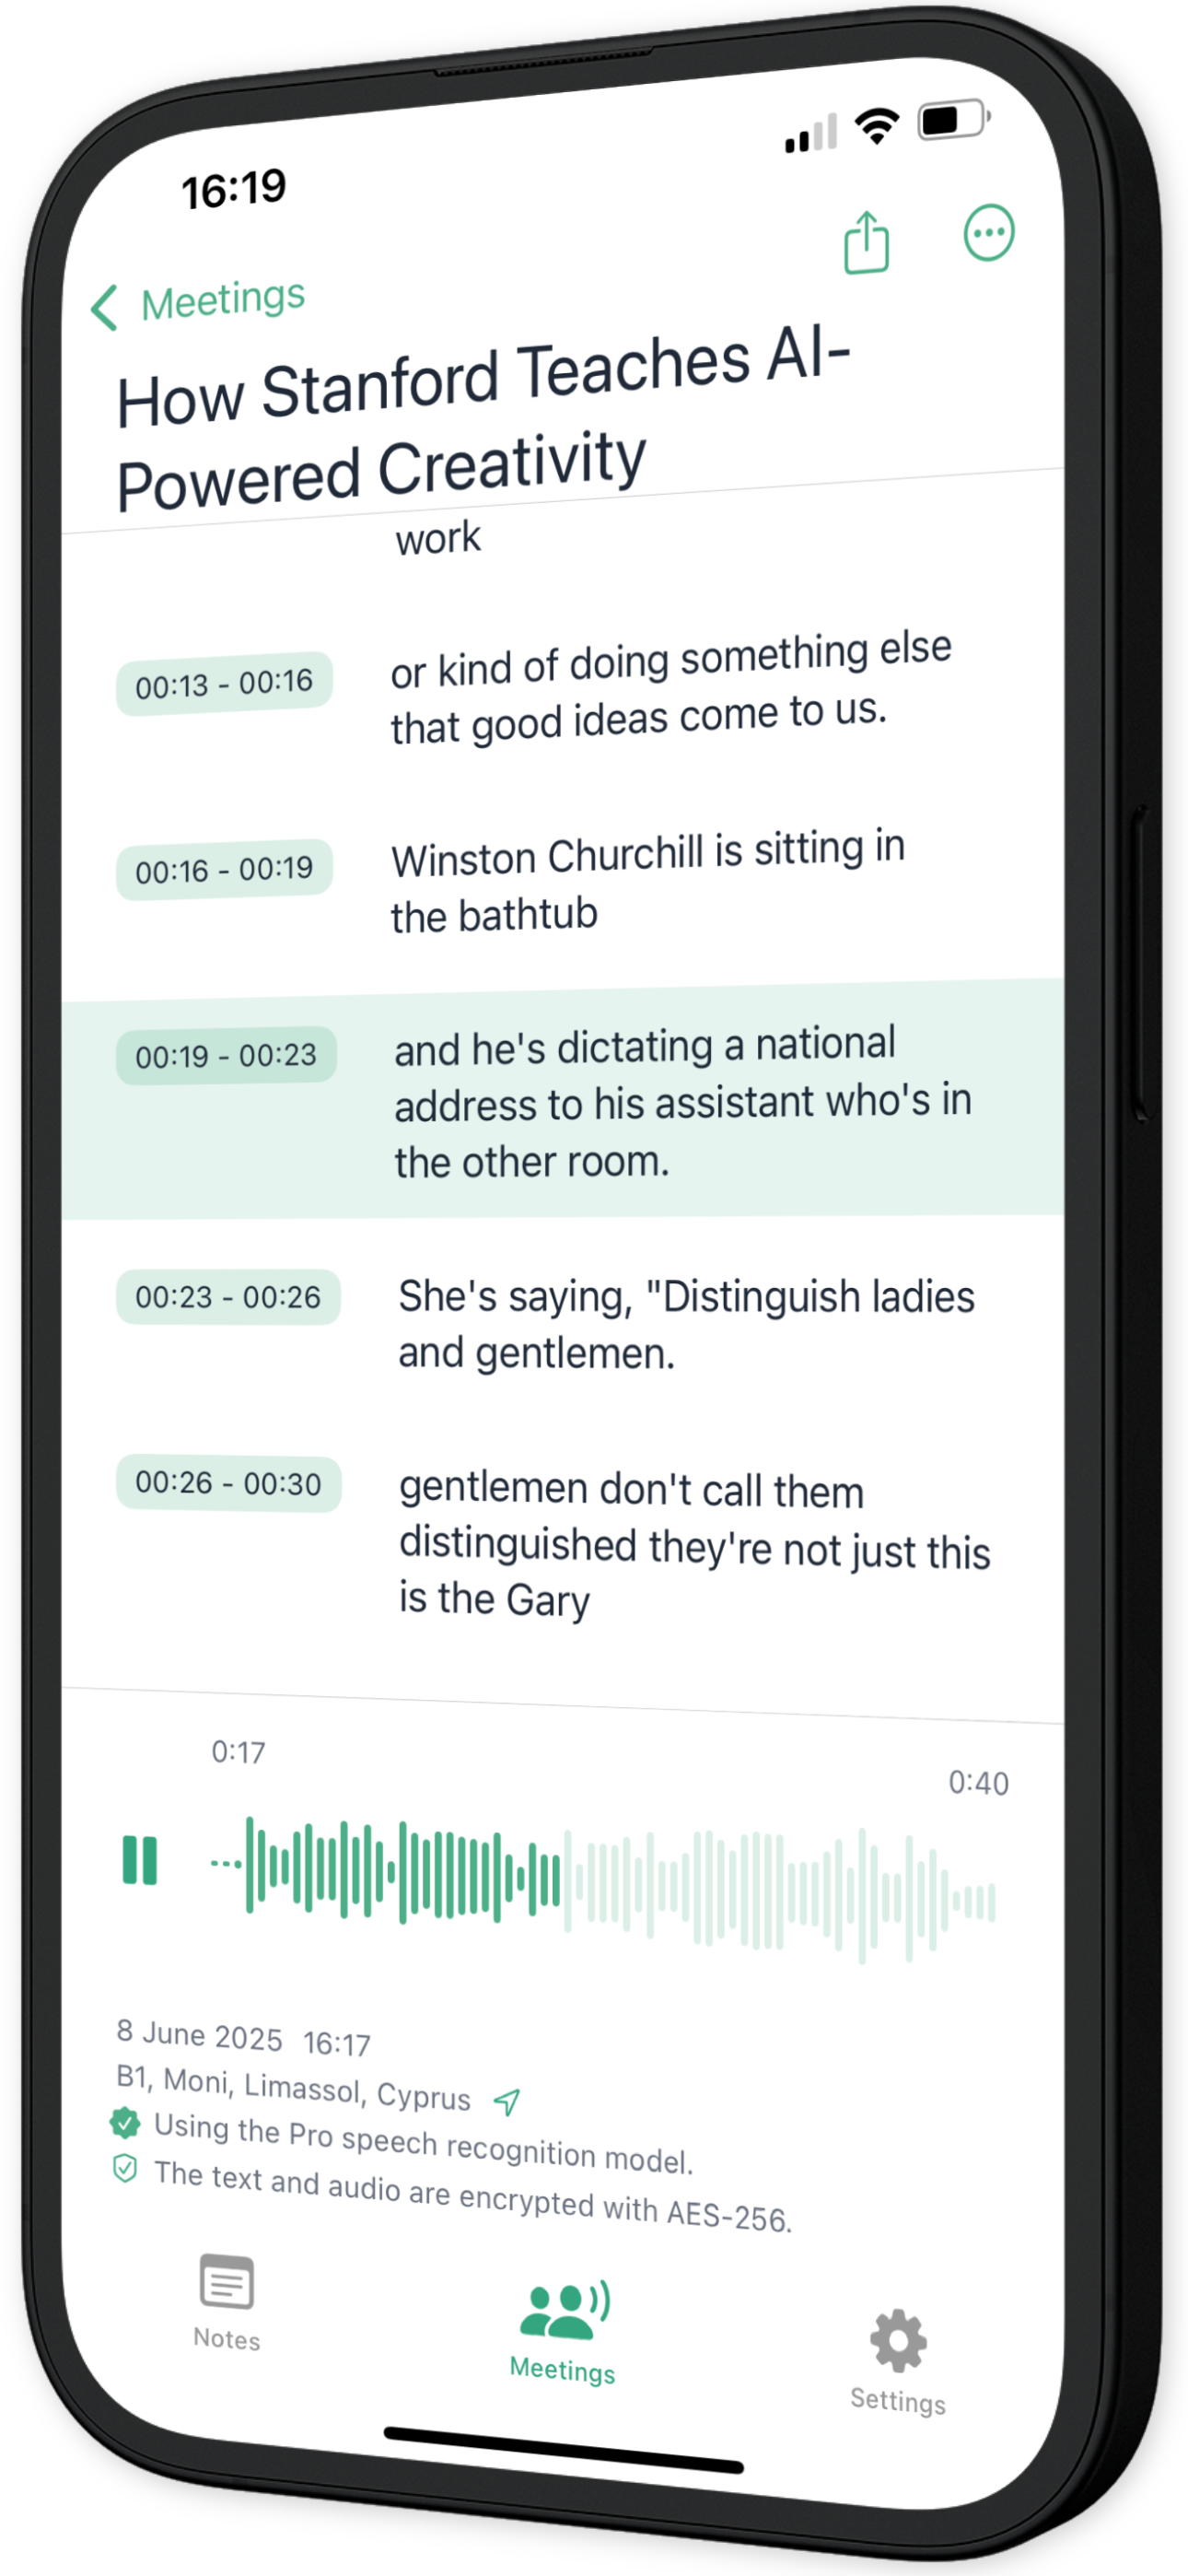 16:19
Meetings
How Stanford Teaches AI-
Powered Creativity
work
00:13 - 00:16
or kind of doing something else
that good ideas come to us.
00:16 - 00:19
Winston Churchill is sitting in
the bathtub
00:19 - 00:23
and he's dictating a national
address to his assistant who's in
the other room.
00:23 - 00:26
She's saying, "Distinguish ladies
and gentlemen.
00:26 - 00:30
gentlemen don't call them
distinguished they're not just this
is the Gary
0:17
0:40
8 June 2025 16:17
B1, Moni, Limassol, Cyprus
Using the Pro speech recognition model.
The text and audio are encrypted with AES-256.
Notes
Meetings
Settings